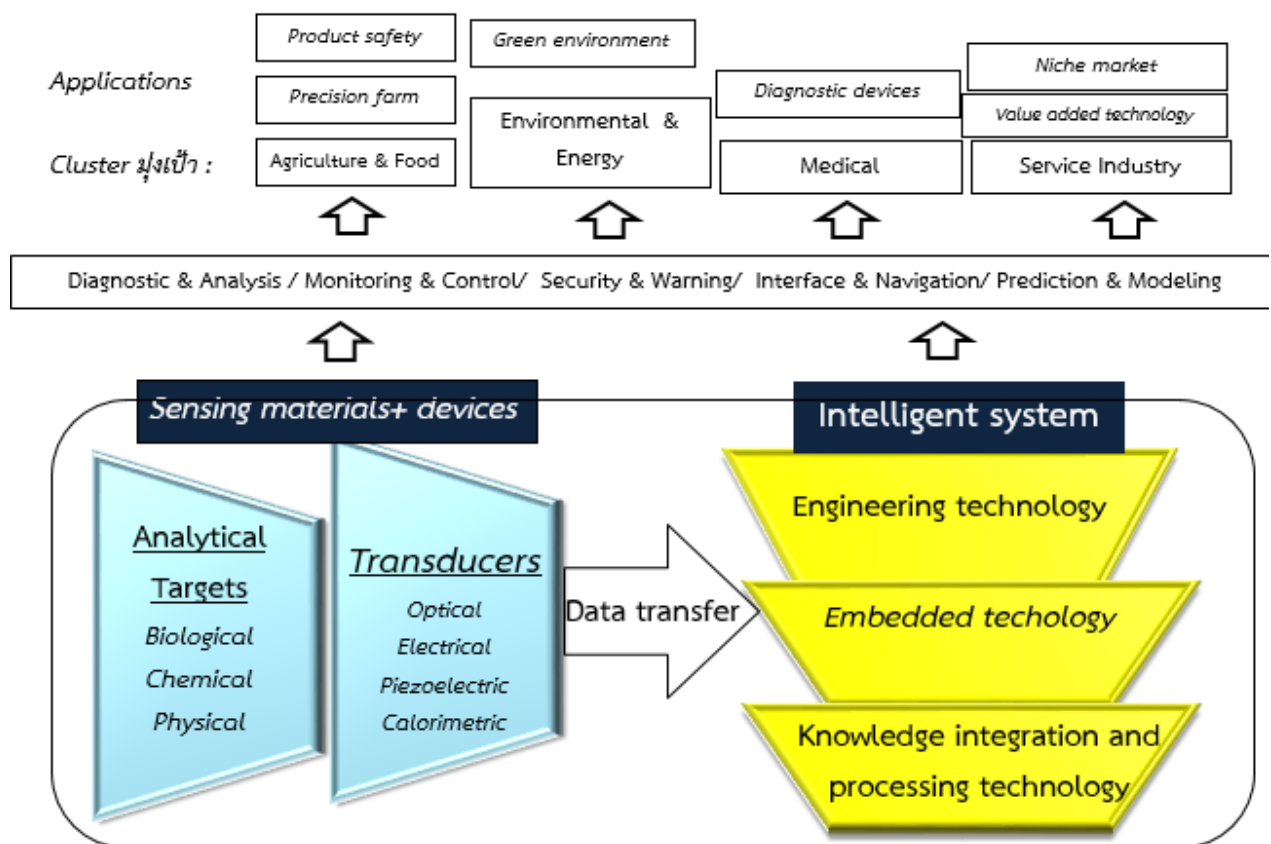 Product safety
Green environment
Niche market
Applications
Precision farm
Diagnostic devices
Value added technology
Environmental & 
Energy
Cluster มุ่งเป้า :
Agriculture & Food
Medical
Service Industry
Diagnostic & Analysis / Monitoring & Control/ Security & Warning/ Interface & Navigation/ Prediction & Modeling
Sensing materials+ devices
Analytical
Targets
Biological
Chemical
Physical
Transducers
Optical
Electrical
Piezoelectric
Calorimetric
Data transfer
Intelligent system
Engineering technology
Embedded techology
Knowledge integration and
processing technology